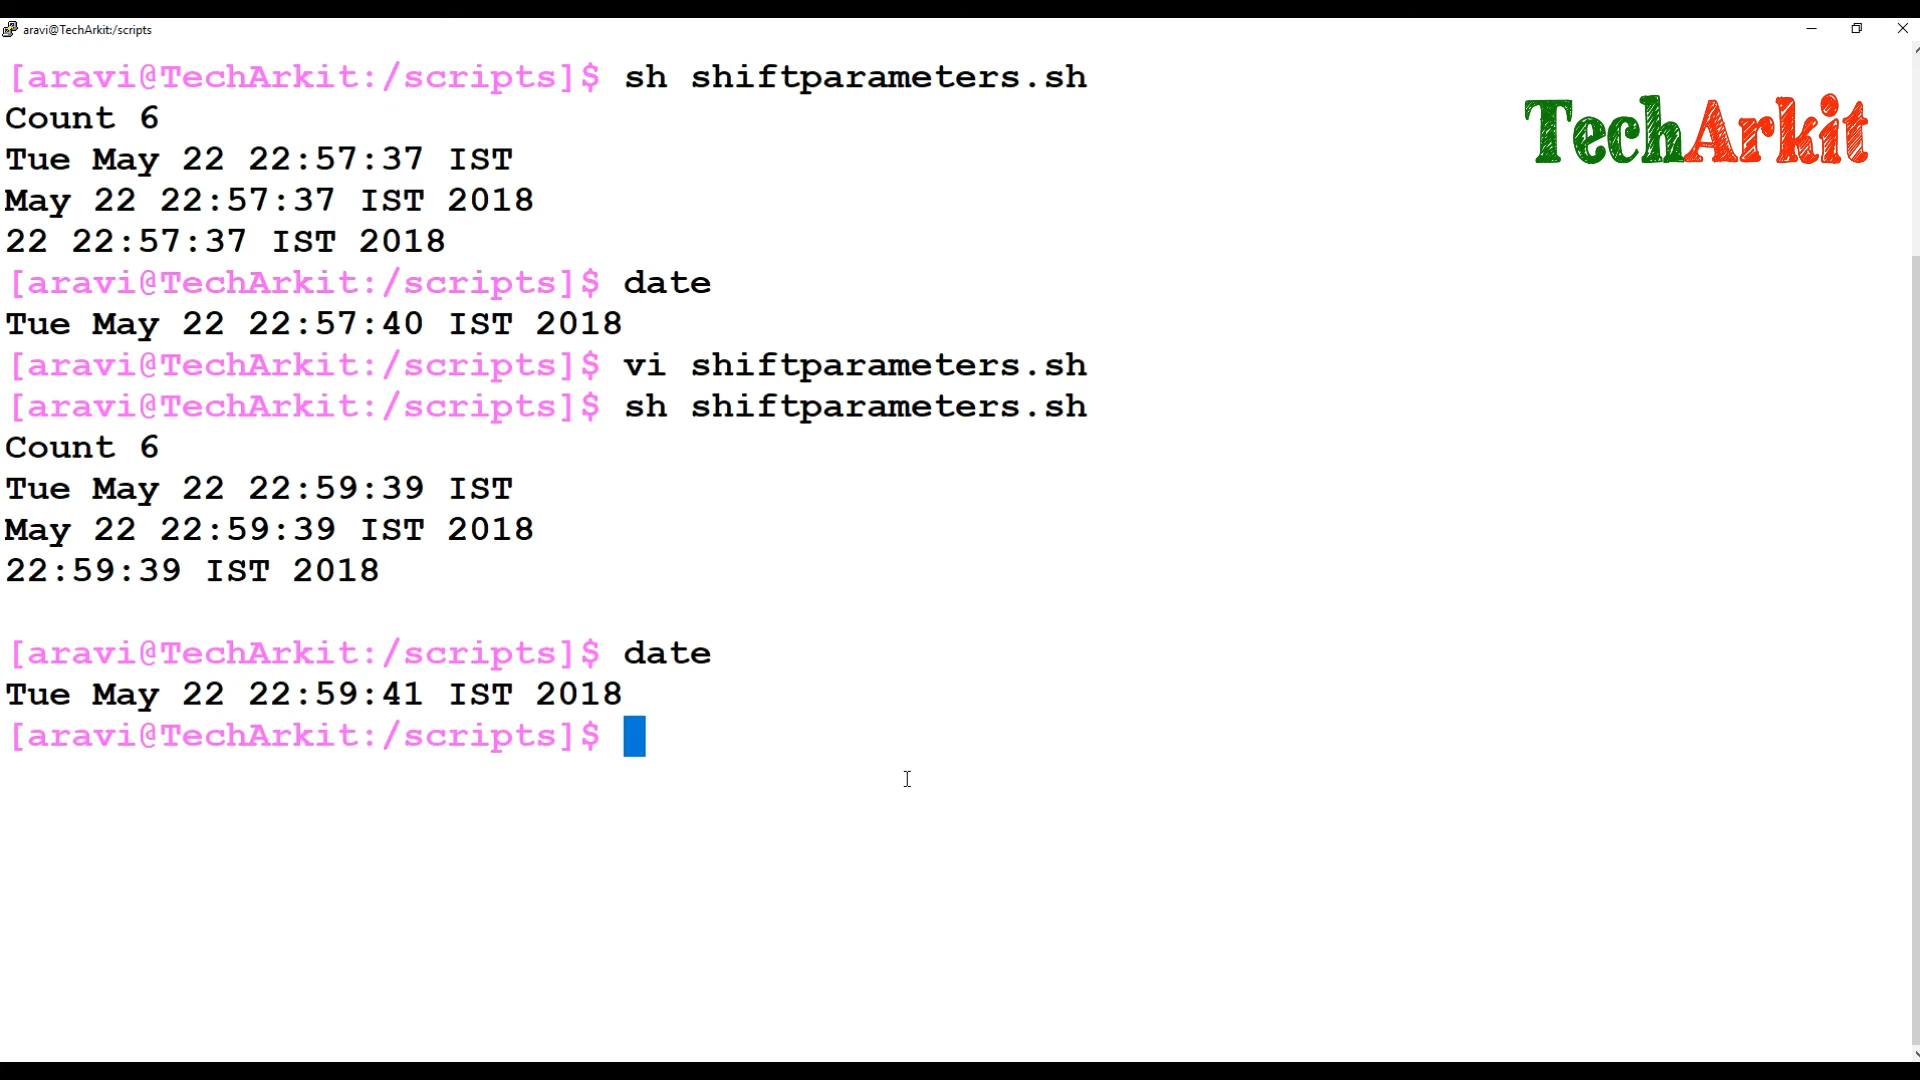 aravi@TechArkit:/scripts
[aravi@TechArkit:/scripts]$ sh shiftparameters.sh
TechArkit
Count 6
Tue May 22 22:57:37 IST
May 22 22:57:37 IST 2018
22 22:57:37 IST 2018
[aravi@TechArkit:/scripts]$ date
Tue May 22 22:57:40 IST 2018
[aravi@TechArkit:/scripts]$ vi shiftparameters.sh
[aravi@TechArkit:/scripts]$ sh shiftparameters.sh
Count 6
Tue May 22 22:59:39 IST
May 22 22:59:39 IST 2018
22:59:39 IST 2018
[aravi@TechArkit:/scripts]$ date
Tue May 22 22:59:41 IST 2018
[aravi@TechArkit:/scripts]$